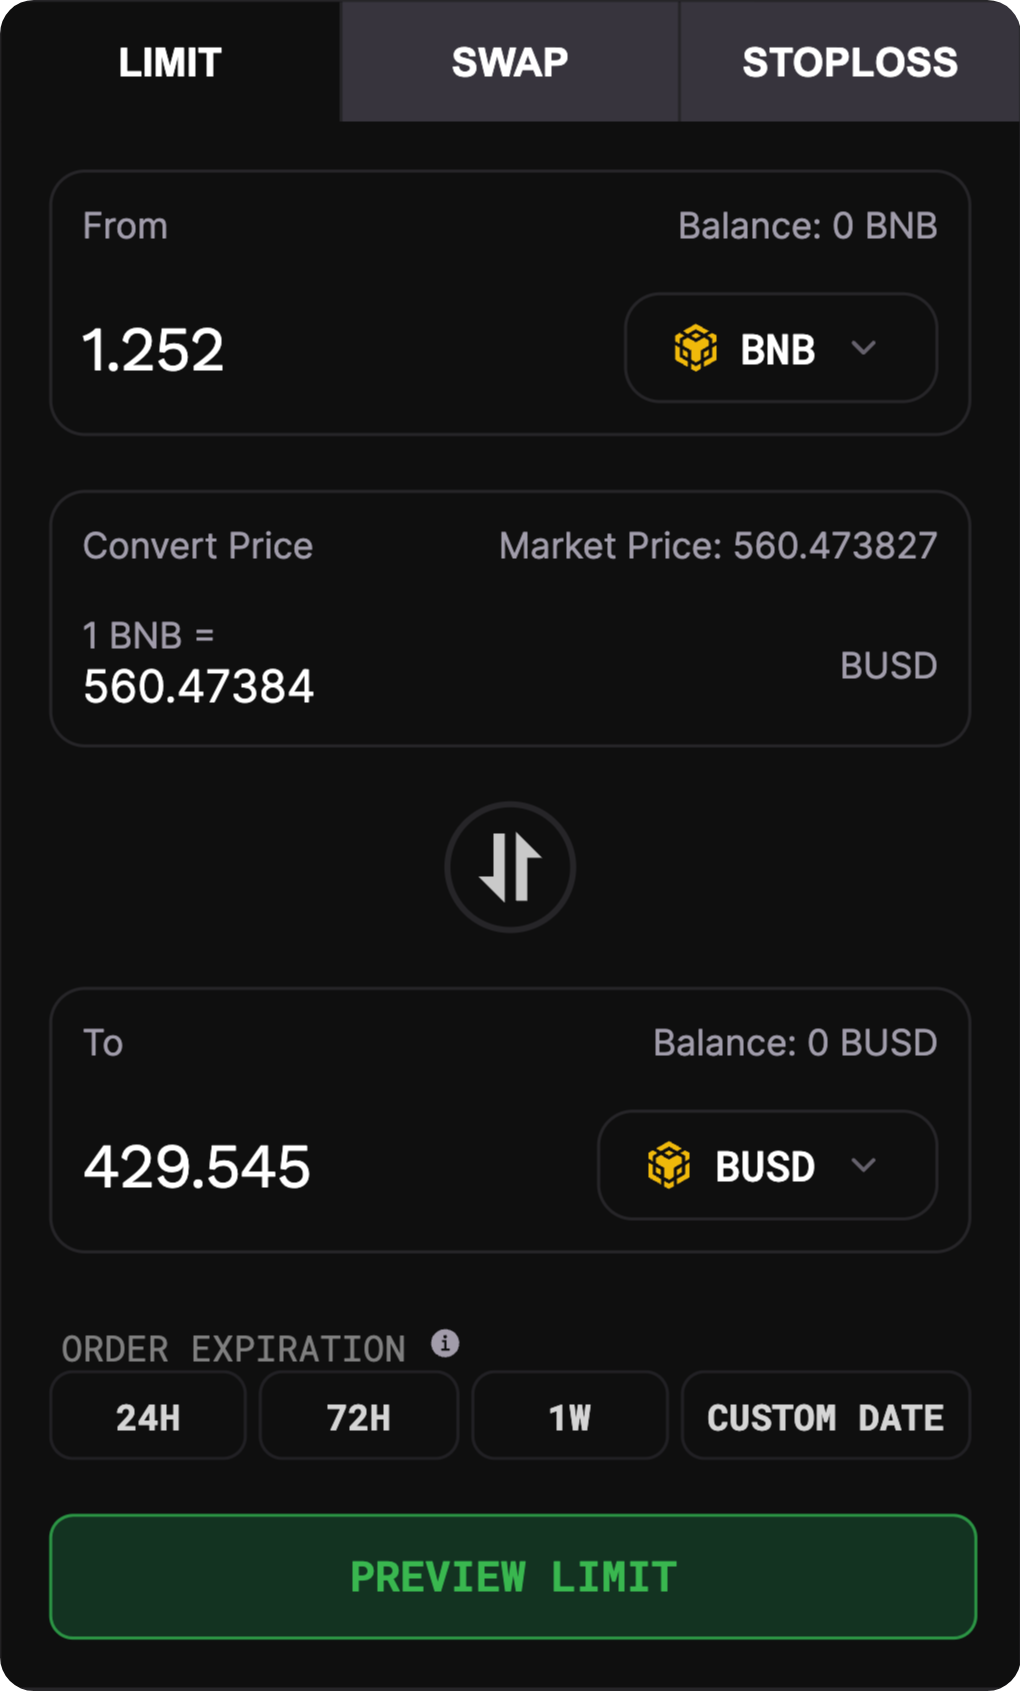 LIMIT SWAP STOPLOSS
From Balance: 0 BNB
1.252 BNB
Convert Price Market Price: 560.473827
1 BNB =
560.47384 BUSD
To Balance: 0 BUSD
429.545 BUSD
ORDER EXPIRATION i
24H 72H 1W CUSTOM DATE
PREVIEW LIMIT